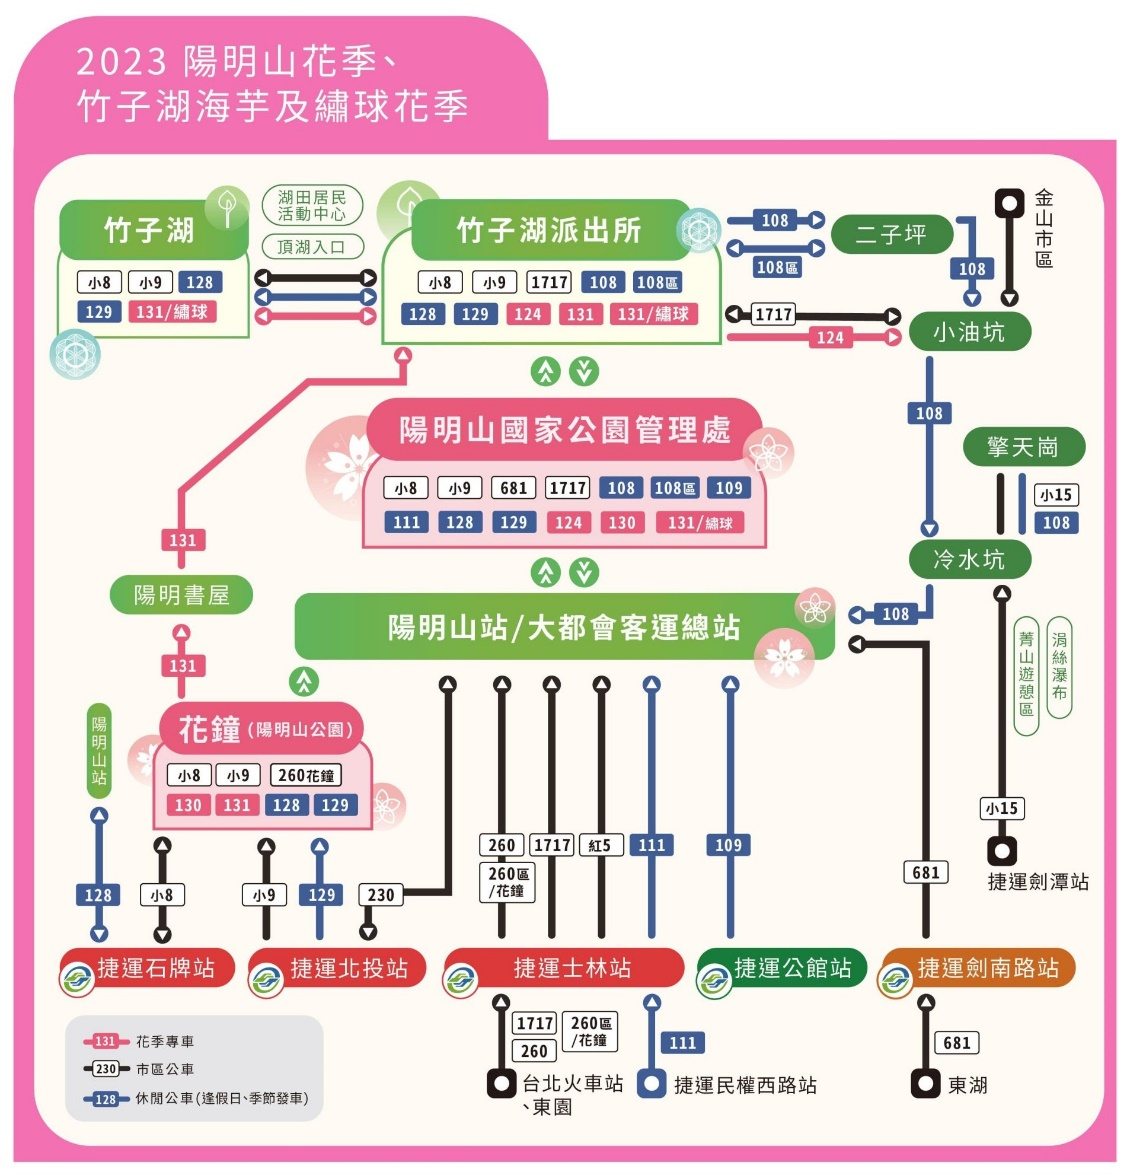 2023 陽明山花季、
竹子湖海芋及繡球花季
竹子湖
小8
小9
128
129
131/繡球
湖田居民
活動中心
頂湖入口
竹子湖派出所
小8
小9
1717
108
108區
128
129
124
131
131/繡球
108
108區
二子坪
108
金山市區
1717
124
小油坑
陽明山國家公園管理處
小8
小9
681
1717
108
108區
109
111
128
129
124
130
131/繡球
108
擎天崗
小15
108
冷水坑
131
陽明書屋
131
陽明山站/大都會客運總站
108
菁山遊憩區
涓絲瀑布
陽明山站
花鐘(陽明山公園)
小8
小9
260花鐘
130
131
128
129
128
小8
小9
129
230
260
260區
/花鐘
1717
紅5
111
109
681
小15
捷運劍潭站
捷運石牌站
捷運北投站
捷運士林站
捷運公館站
捷運劍南路站
1717
260
260區
/花鐘
台北火車站
、東園
111
捷運民權西路站
681
東湖
131 花季專車
230 市區公車
128 休閒公車(逢假日、季節發車)